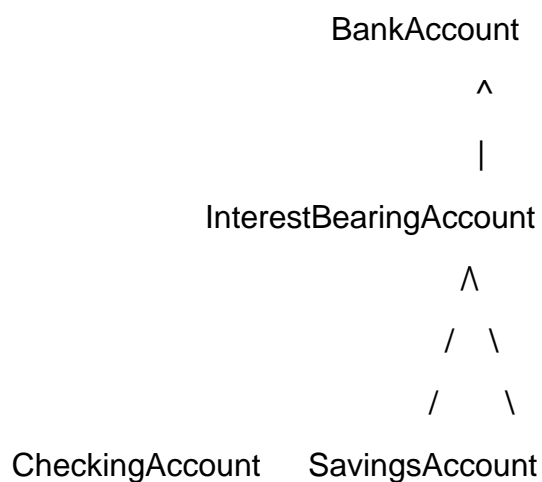 BankAccount
^
|
InterestBearingAccount
/\
/ \
/ \
CheckingAccount SavingsAccount